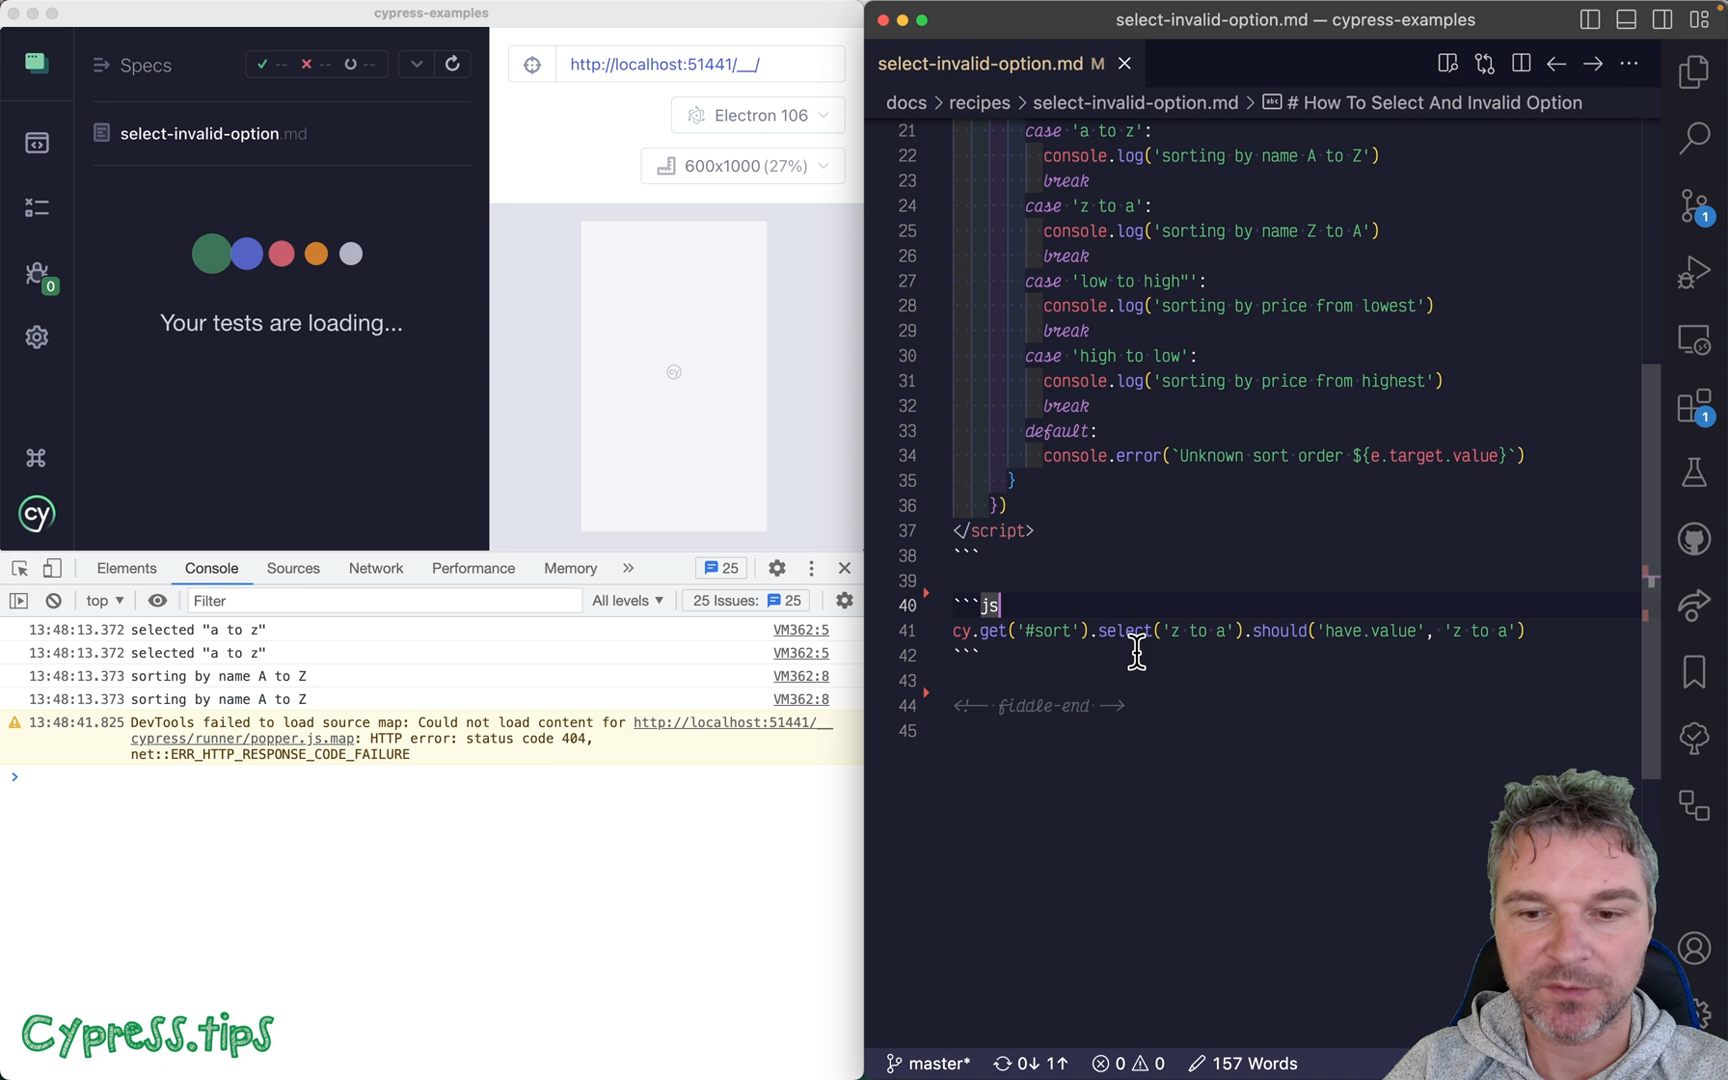 cypress-examples
Specs
-- -- --
select-invalid-option.md
Your tests are loading...
0
cy
http://localhost:51441/__/
Electron 106
600x1000 (27%)
cy
Elements Console Sources Network Performance Memory » 25
top Filter All levels 25 Issues: 25
13:48:13.372 selected "a to z" VM362:5
13:48:13.372 selected "a to z" VM362:5
13:48:13.373 sorting by name A to Z VM362:8
13:48:13.373 sorting by name A to Z VM362:8
13:48:41.825 DevTools failed to load source map: Could not load content for http://localhost:51441/__
cypress/runner/popper.js.map: HTTP error: status code 404,
net::ERR_HTTP_RESPONSE_CODE_FAILURE
>
Cypress.tips
select-invalid-option.md — cypress-examples
select-invalid-option.md M
docs > recipes > select-invalid-option.md > # How To Select And Invalid Option
21 case 'a to z':
22 console.log('sorting by name A to Z')
23 break
24 case 'z to a':
25 console.log('sorting by name Z to A')
26 break
27 case 'low to high"':
28 console.log('sorting by price from lowest')
29 break
30 case 'high to low':
31 console.log('sorting by price from highest')
32 break
33 default:
34 console.error(`Unknown sort order ${e.target.value}`)
35 }
36 })
37 </script>
38 ```
39
40 ```js
41 cy.get('#sort').select('z to a').should('have.value', 'z to a')
42 ```
43
44 <!-- fiddle-end -->
45
1
1
master* 0↓ 1↑ 0 0 157 Words